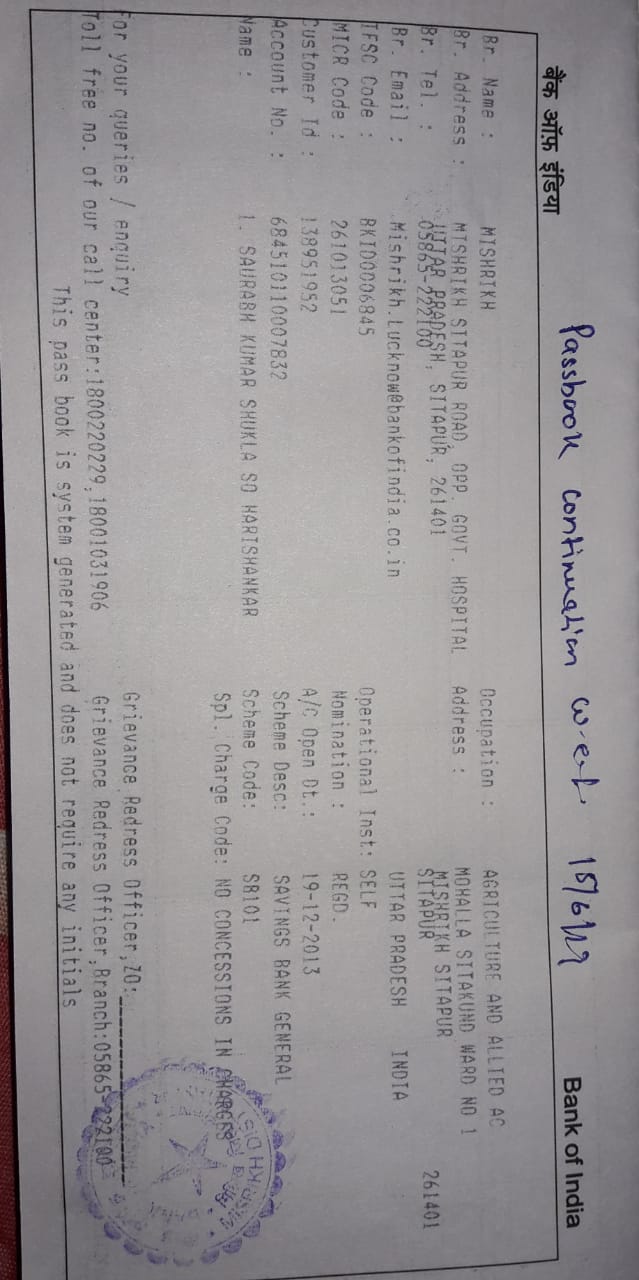 Passbook continuation w.e.f 15/6/19
बैंक ऑफ़ इंडिया
Bank of India
Br. Name : MISHRIKH
Br. Address : MISHRIKH SITAPUR ROAD, OPP. GOVT. HOSPITAL
UTTAR PRADESH, SITAPUR, 261401
Br. Tel. : 05865-222100
Br. Email : Mishrikh.Lucknow@bankofindia.co.in
IFSC Code : BKID0006845
MICR Code : 261013051
Customer Id : 138951952
Account No. : 684510110007832
Name : 1. SAURABH KUMAR SHUKLA SO HARISHANKAR
Occupation : AGRICULTURE AND ALLIED AC
Address : MOHALLA SITAKUND WARD NO 1
MISHRIKH SITAPUR
SITAPUR 261401
UTTAR PRADESH INDIA
Operational Inst: SELF
Nomination : REGD.
A/C Open Dt.: 19-12-2013
Scheme Desc: SAVINGS BANK GENERAL
Scheme Code: SB101
Spl. Charge Code: NO CONCESSIONS IN CHARGES
For your queries / enquiry
Toll free no. of our call center:1800220229,18001031906
Grievance Redress Officer,ZO:
Grievance Redress Officer,Branch:05865-222100
This pass book is system generated and does not require any initials